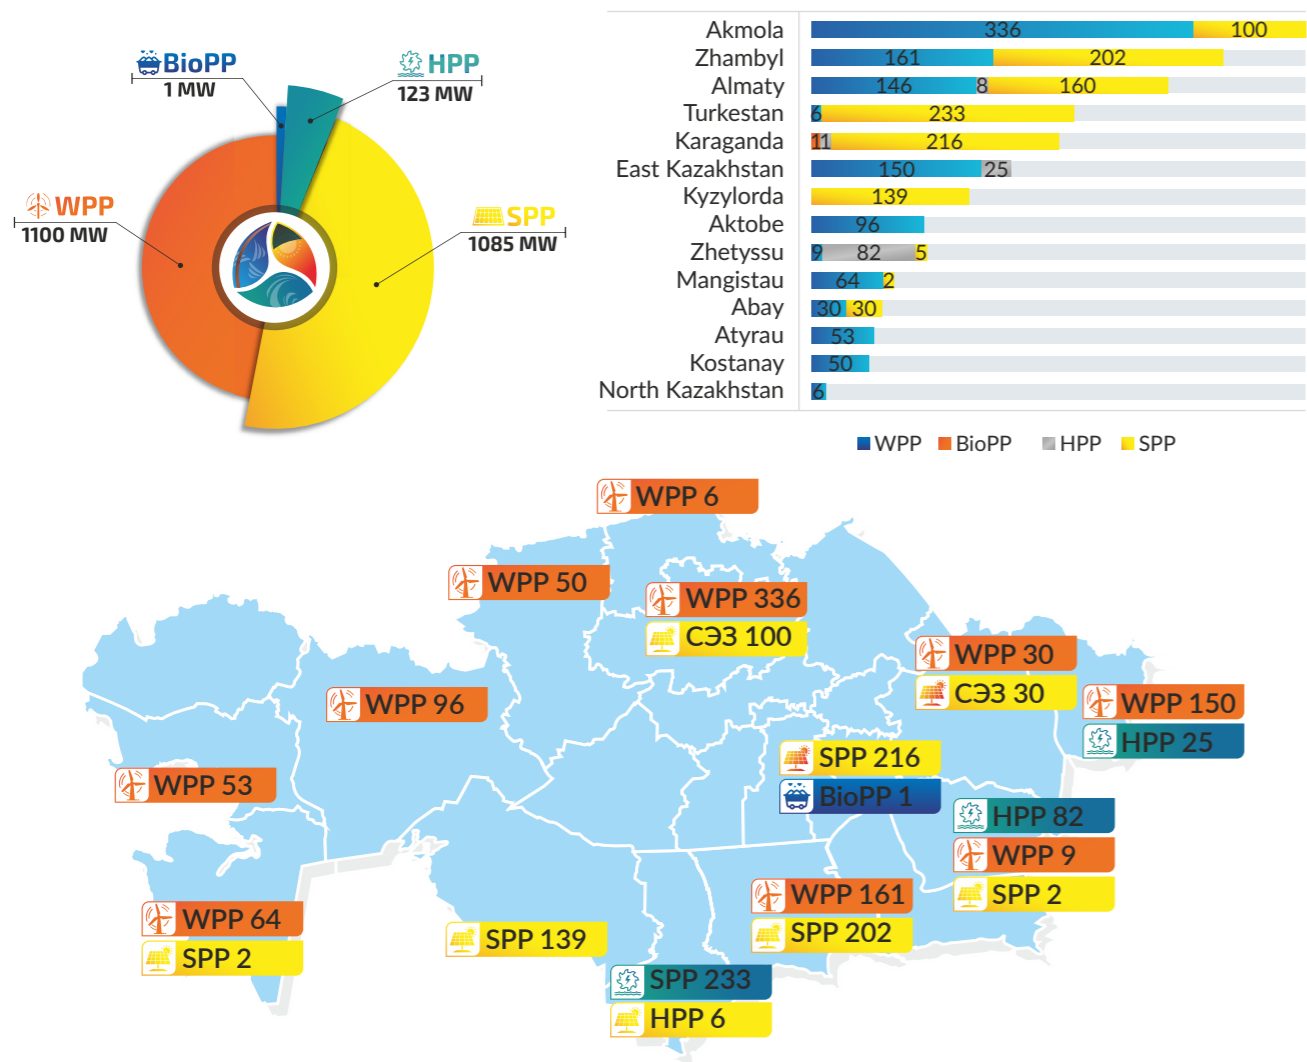 BioPP
1 MW
HPP
123 MW
WPP
1100 MW
SPP
1085 MW
Akmola 336 100
Zhambyl 161 202
Almaty 146 8 160
Turkestan 6 233
Karaganda 11 216
East Kazakhstan 150 25
Kyzylorda 139
Aktobe 96
Zhetyssu 9 82 5
Mangistau 64 2
Abay 30 30
Atyrau 53
Kostanay 50
North Kazakhstan 6
WPP BioPP HPP SPP
WPP 6
WPP 50
WPP 336
СЭЗ 100
WPP 30
СЭЗ 30
WPP 150
HPP 25
WPP 96
SPP 216
BioPP 1
WPP 53
HPP 82
WPP 9
SPP 2
WPP 161
SPP 202
WPP 64
SPP 2
SPP 139
SPP 233
HPP 6